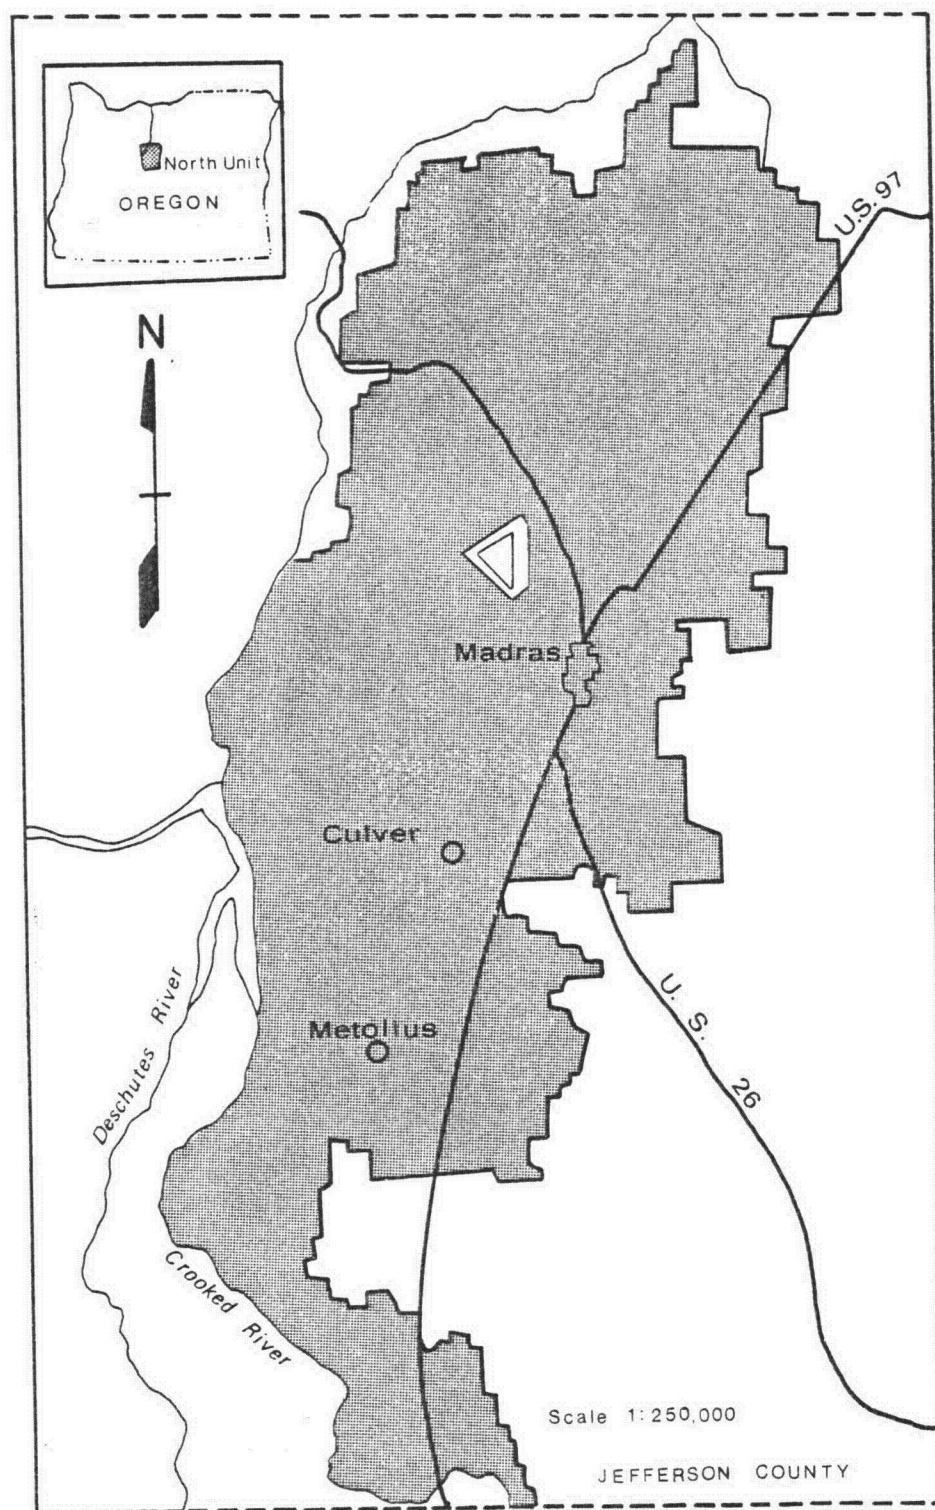 North Unit
OREGON
U.S. 97
N
Madras
Culver
Metolius
Deschutes River
Crooked River
U. S. 26
Scale 1:250,000
JEFFERSON COUNTY